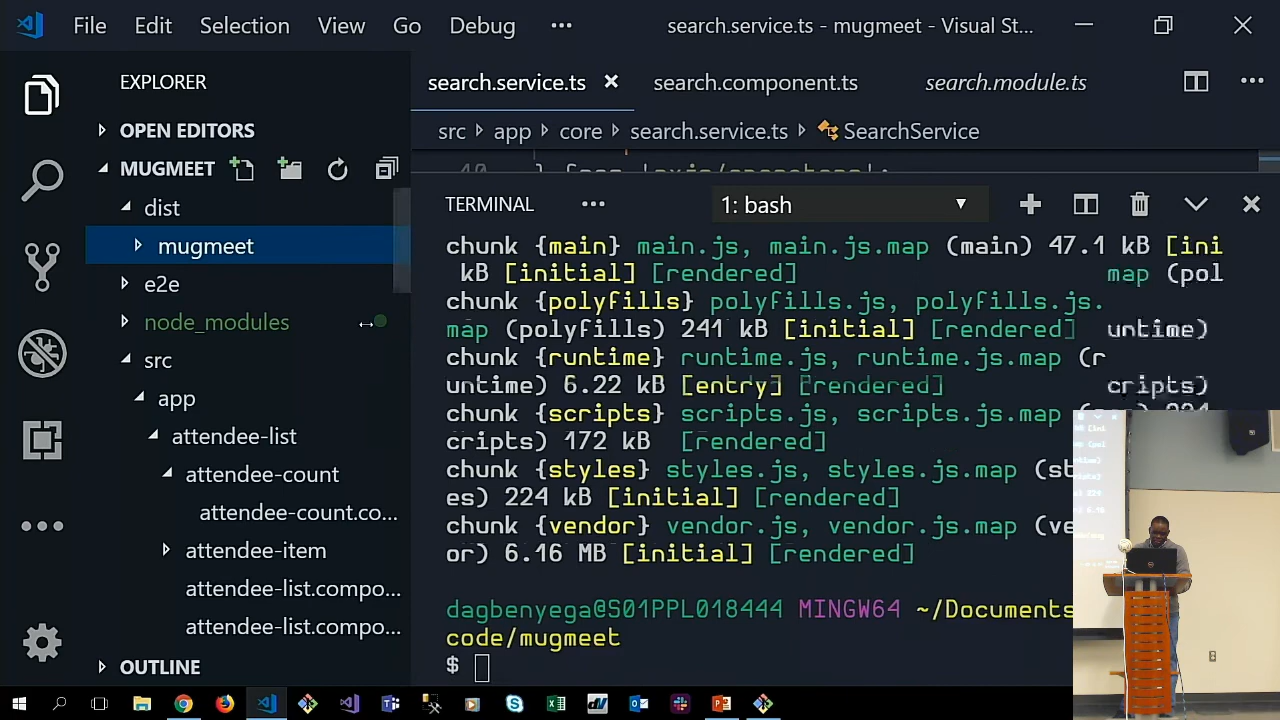 File Edit Selection View Go Debug ••• search.service.ts - mugmeet - Visual St...
EXPLORER
OPEN EDITORS
MUGMEET
dist
mugmeet
e2e
node_modules
src
app
attendee-list
attendee-count
attendee-count.co...
attendee-item
attendee-list.compo...
attendee-list.compo...
OUTLINE
search.service.ts search.component.ts search.module.ts
src app core search.service.ts SearchService
TERMINAL ••• 1: bash
chunk {main} main.js, main.js.map (main) 47.1 kB [ini
kB [initial] [rendered] map (pol
chunk {polyfills} polyfills.js, polyfills.js.
map (polyfills) 241 kB [initial] [rendered] untime)
chunk {runtime} runtime.js, runtime.js.map (r
untime) 6.22 kB [entry] [rendered] cripts)
chunk {scripts} scripts.js, scripts.js.map
cripts) 172 kB [rendered]
chunk {styles} styles.js, styles.js.map (st
es) 224 kB [initial] [rendered]
chunk {vendor} vendor.js, vendor.js.map (ve
or) 6.16 MB [initial] [rendered]
dagbenyega@S01PPL018444 MINGW64 ~/Documents
code/mugmeet
$